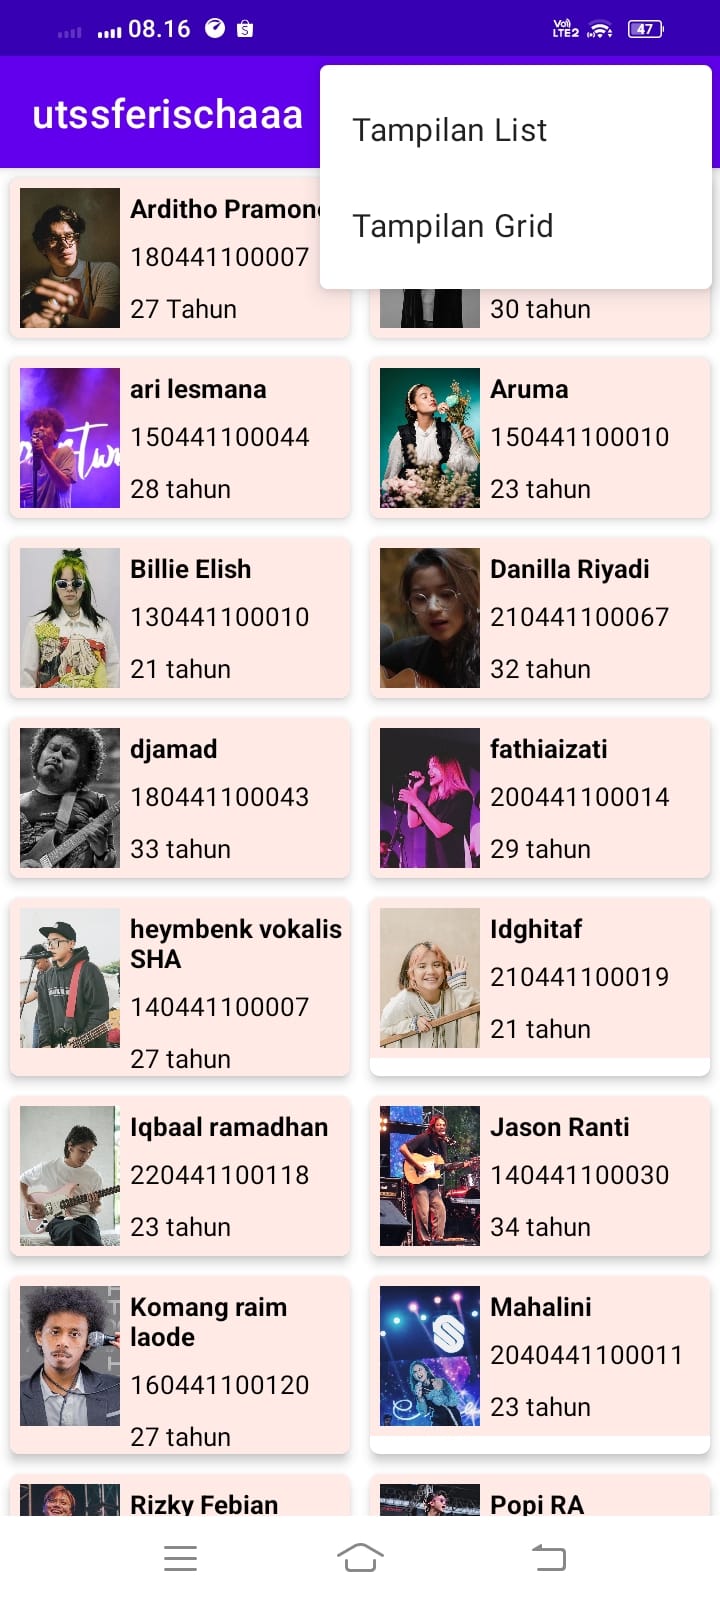 08.16
Vo)
LTE2
47
utssferischaaa
Tampilan List
Tampilan Grid
Arditho Pramono
180441100007
27 Tahun
30 tahun
ari lesmana
150441100044
28 tahun
Aruma
150441100010
23 tahun
Billie Elish
130441100010
21 tahun
Danilla Riyadi
210441100067
32 tahun
djamad
180441100043
33 tahun
fathiaizati
200441100014
29 tahun
heymbenk vokalis
SHA
140441100007
27 tahun
Idghitaf
210441100019
21 tahun
Iqbaal ramadhan
220441100118
23 tahun
Jason Ranti
140441100030
34 tahun
Komang raim
laode
160441100120
27 tahun
Mahalini
2040441100011
23 tahun
Rizky Febian
Popi RA